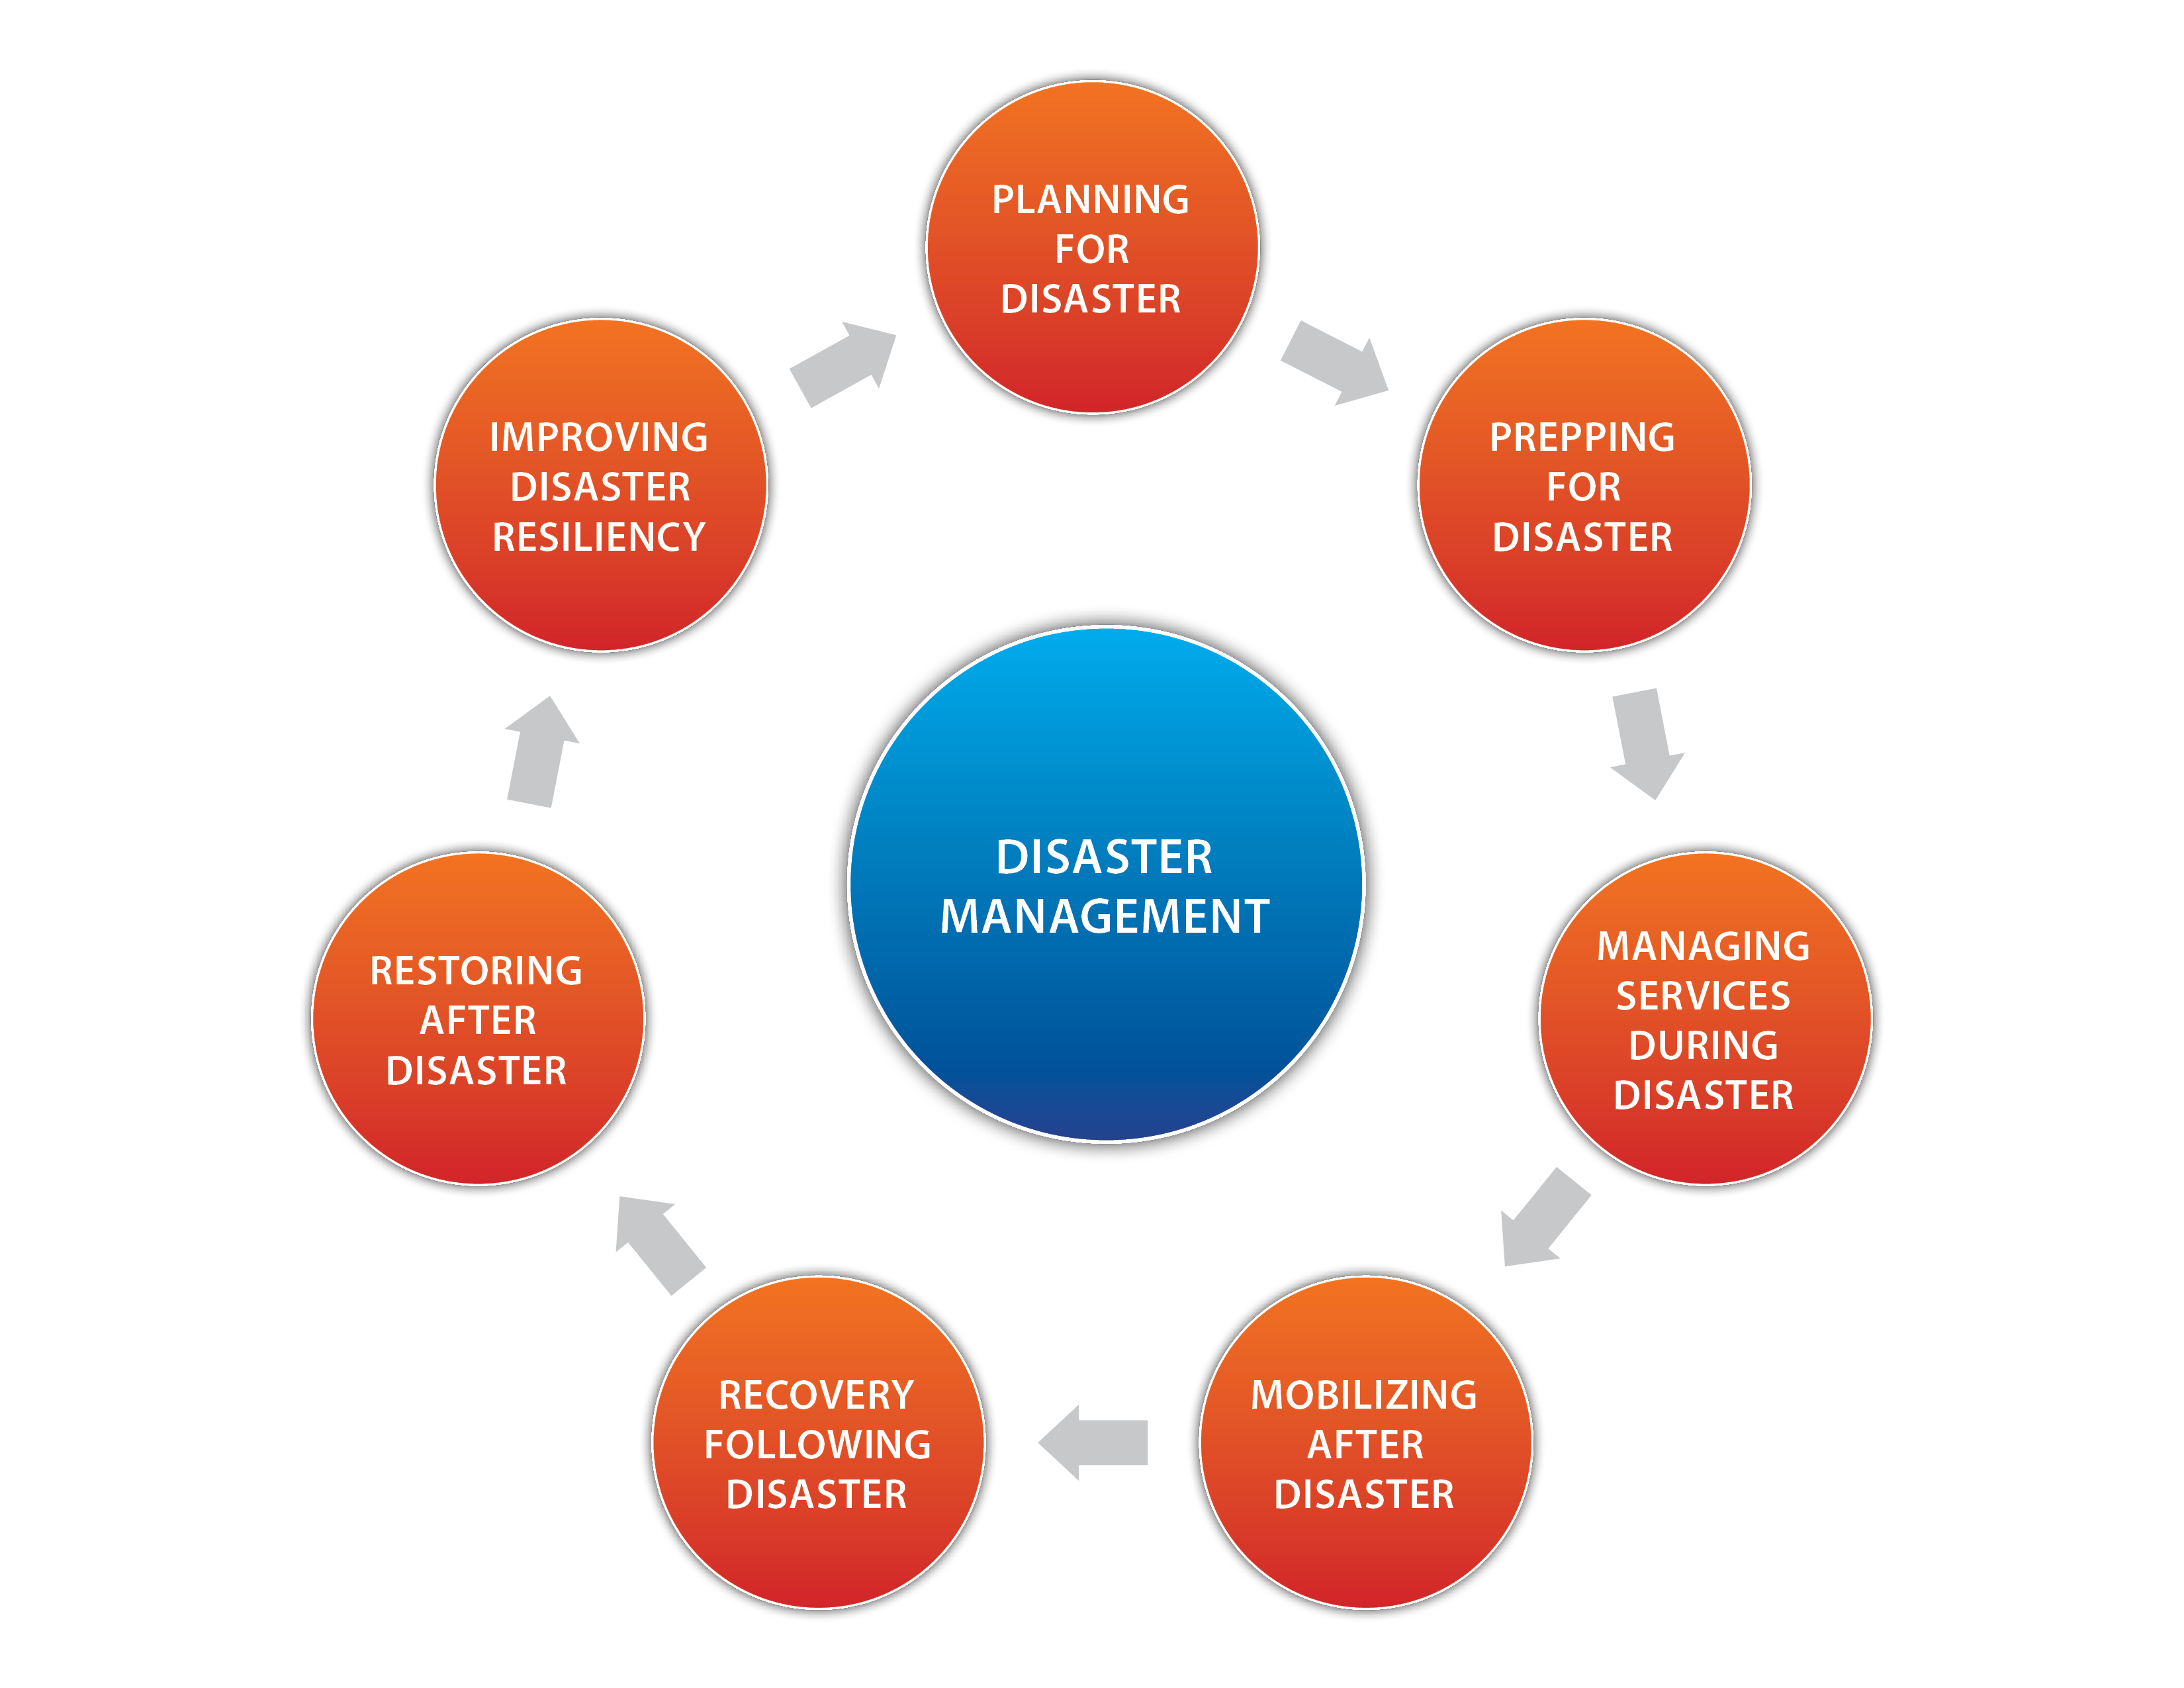 PLANNING
FOR
DISASTER
PREPPING
FOR
DISASTER
MANAGING
SERVICES
DURING
DISASTER
MOBILIZING
AFTER
DISASTER
RECOVERY
FOLLOWING
DISASTER
RESTORING
AFTER
DISASTER
IMPROVING
DISASTER
RESILIENCY
DISASTER
MANAGEMENT